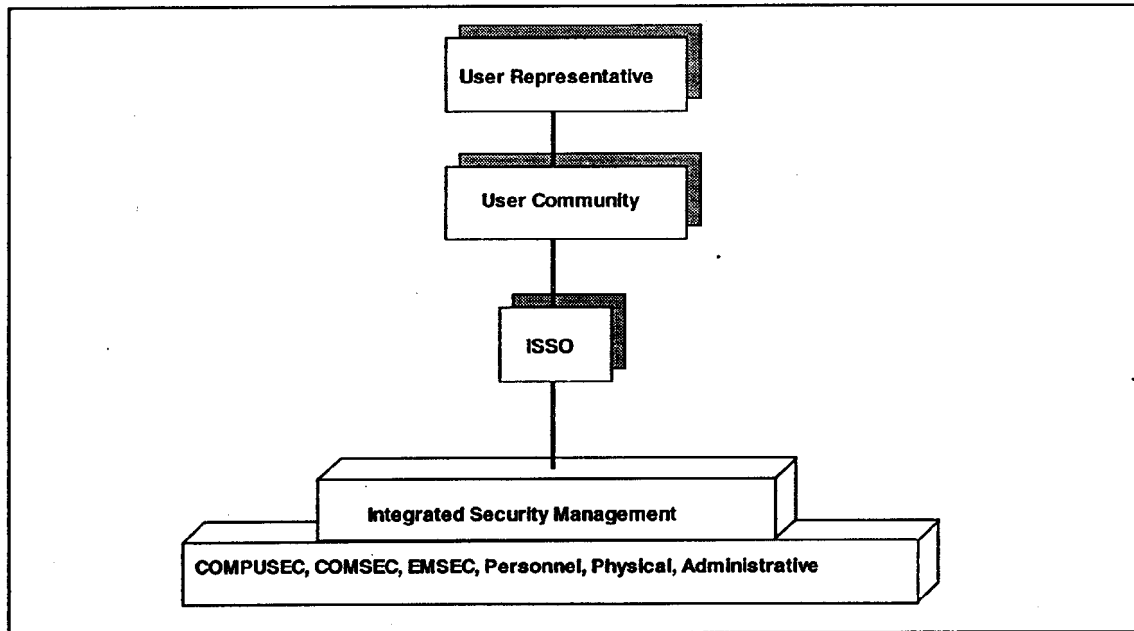 User Representative
User Community
ISSO
Integrated Security Management
COMPUSEC, COMSEC, EMSEC, Personnel, Physical, Administrative